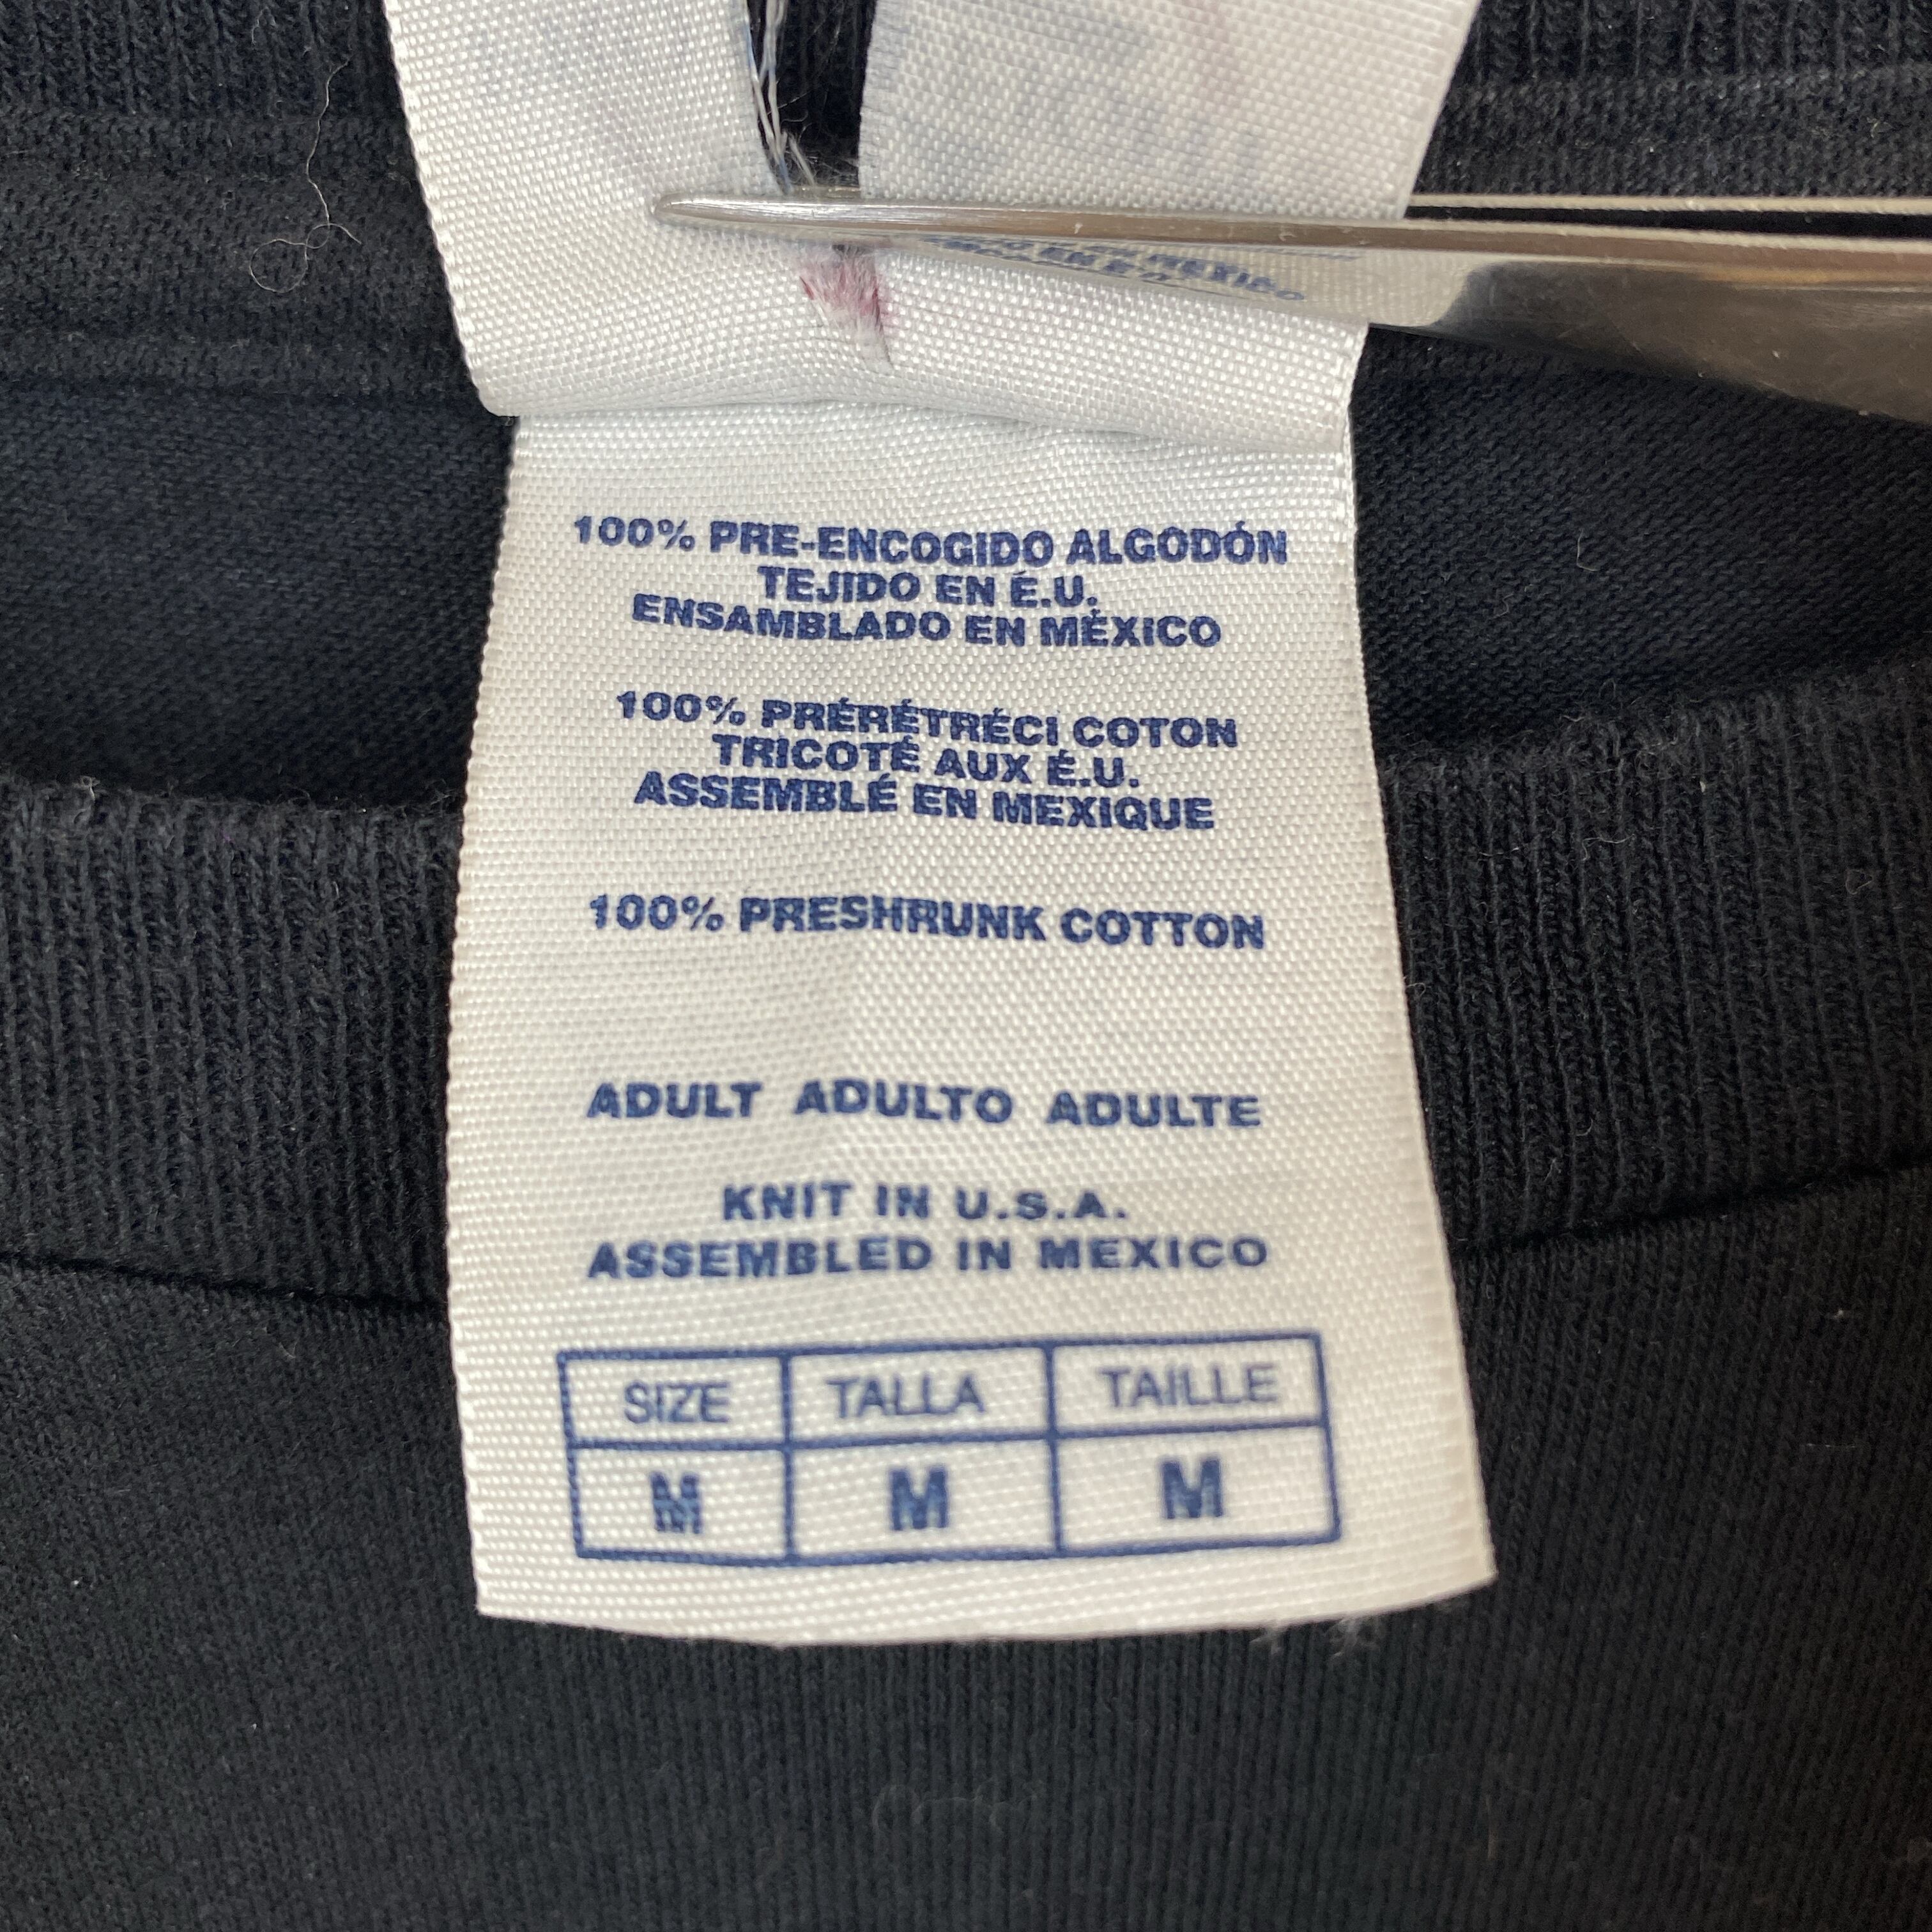 100% PRE-ENCOGIDO ALGODÓN
TEJIDO EN É.U.
ENSAMBLADO EN MÉXICO
100% PRÉRÉTRÉCI COTON
TRICOTÉ AUX É.U.
ASSEMBLÉ EN MEXIQUE
100% PRESHRUNK COTTON
ADULT ADULTO ADULTE
KNIT IN U.S.A.
ASSEMBLED IN MEXICO
SIZE TALLA TAILLE
M M M